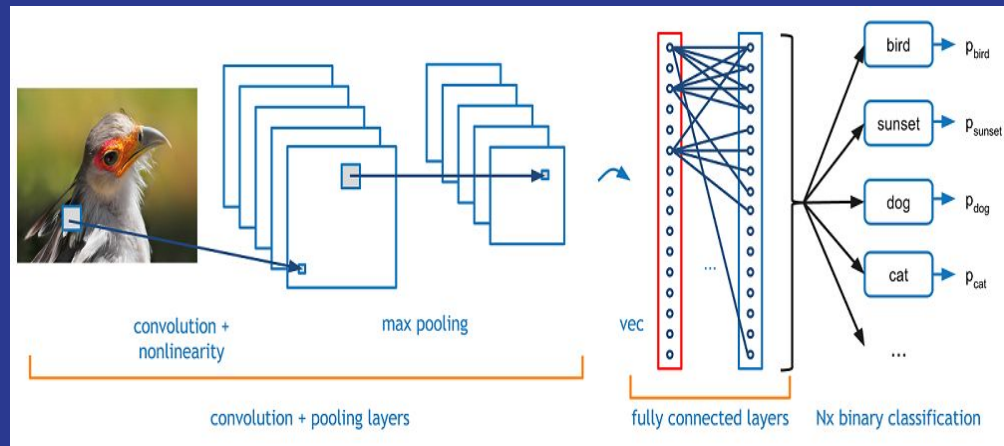 bird
p_bird
sunset
p_sunset
dog
p_dog
cat
p_cat
...
...
convolution +
nonlinearity
max pooling
vec
convolution + pooling layers
fully connected layers
Nx binary classification